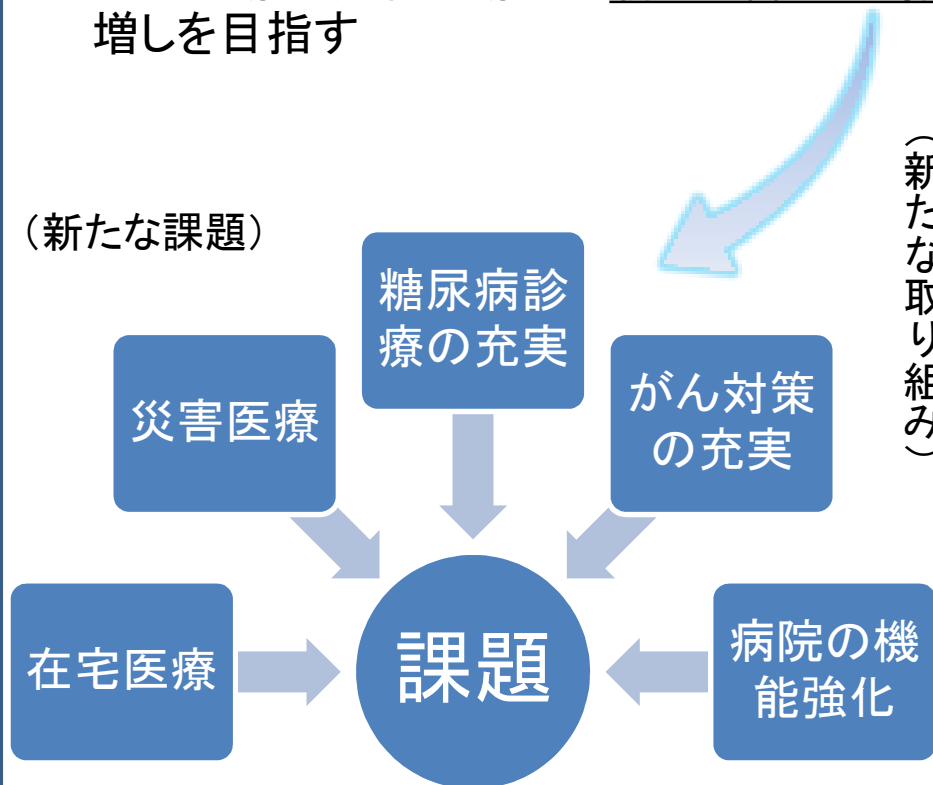 増しを目指す
（新たな課題）
（新たな取り組み）
糖尿病診
療の充実
災害医療
がん対策
の充実
在宅医療
課題
病院の機
能強化